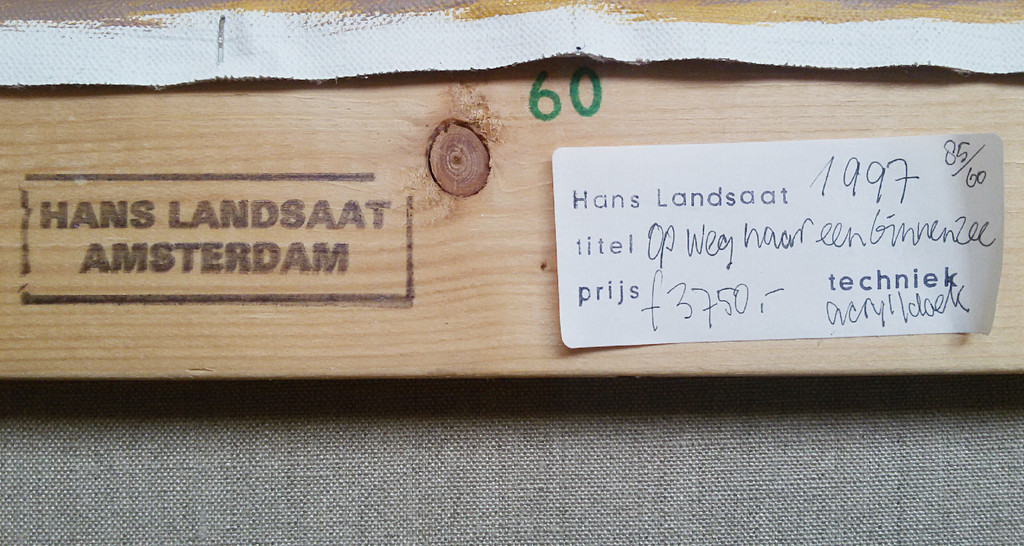 60
HANS LANDSAAT
AMSTERDAM
Hans Landsaat 1997 85/60
titel op weg naar een binnenzee
prijs f 3750,-
techniek
acryl/doek